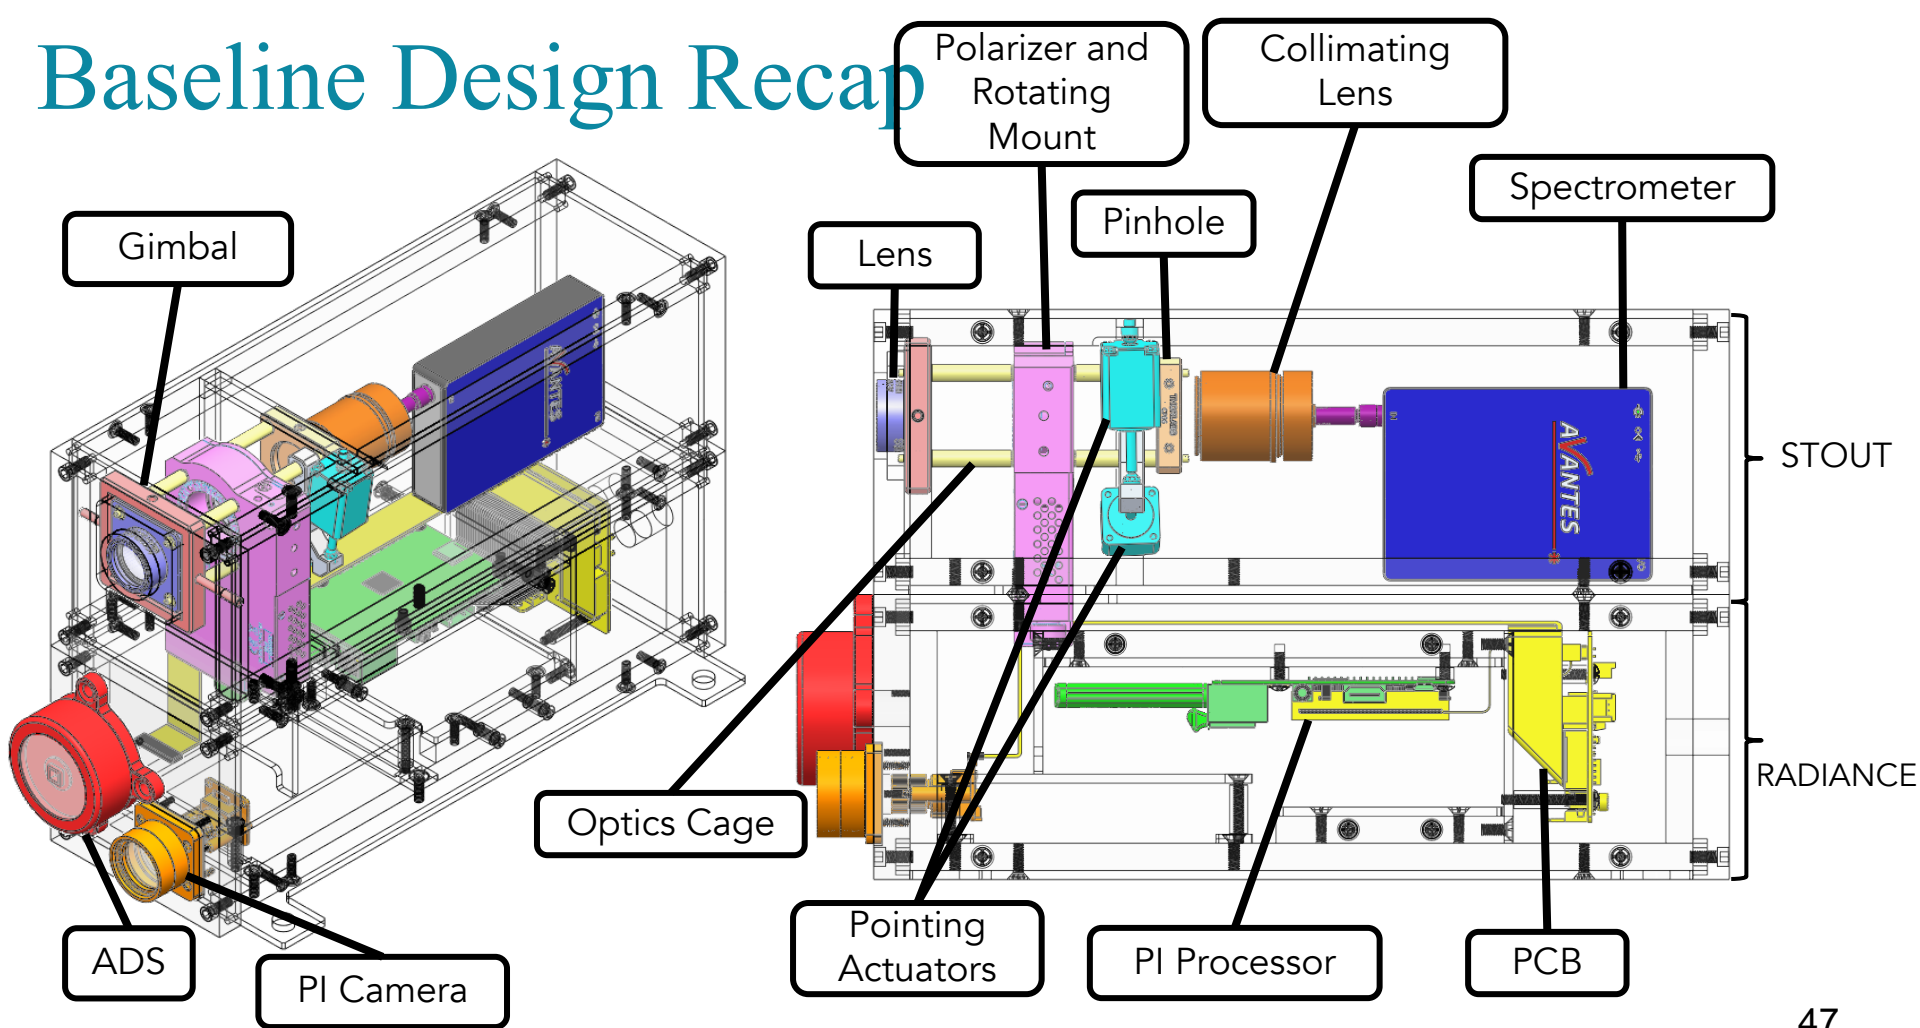 Baseline Design Recap
Polarizer and
Rotating
Mount
Collimating
Lens
Spectrometer
Gimbal
Lens
Pinhole
AVANTES
AVANTES
STOUT
RADIANCE
Optics Cage
Pointing
Actuators
PI Processor
PCB
ADS
PI Camera
47